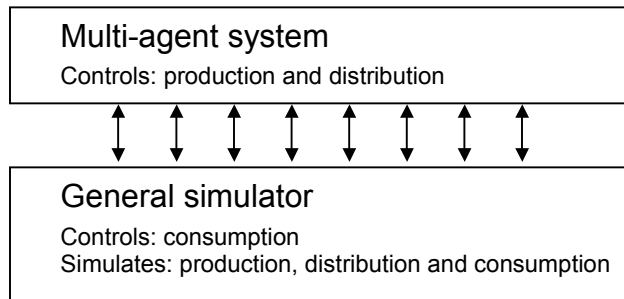 Multi-agent system
Controls: production and distribution
General simulator
Controls: consumption
Simulates: production, distribution and consumption